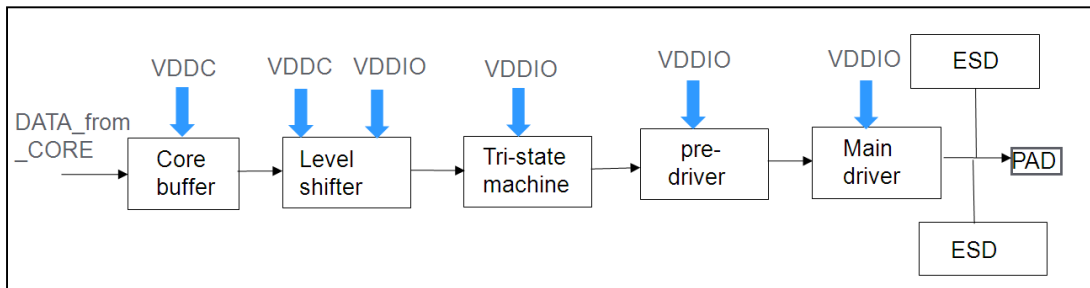 VDDC
VDDC
VDDIO
VDDIO
VDDIO
VDDIO
ESD
DATA_from
_CORE
Core
buffer
Level
shifter
Tri-state
machine
pre-
driver
Main
driver
PAD
ESD